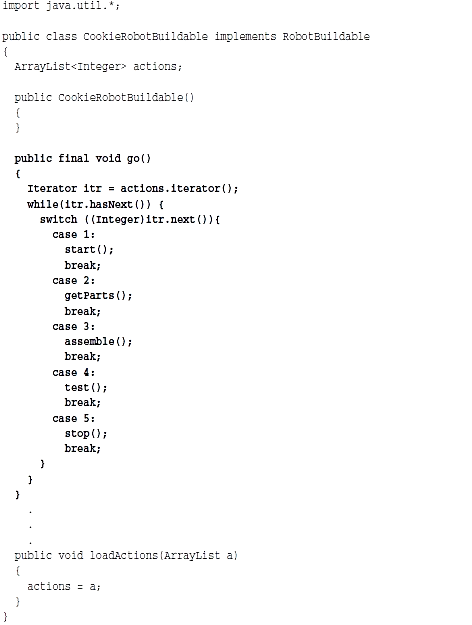 import java.util.*;
public class CookieRobotBuildable implements RobotBuildable
{
ArrayList<Integer> actions;
public CookieRobotBuildable()
{
}
public final void go()
{
Iterator itr = actions.iterator();
while(itr.hasNext()) {
switch ((Integer)itr.next()){
case 1:
start();
break;
case 2:
getParts();
break;
case 3:
assemble();
break;
case 4:
test();
break;
case 5:
stop();
break;
}
}
}
.
.
.
public void loadActions(ArrayList a)
{
actions = a;
}
}